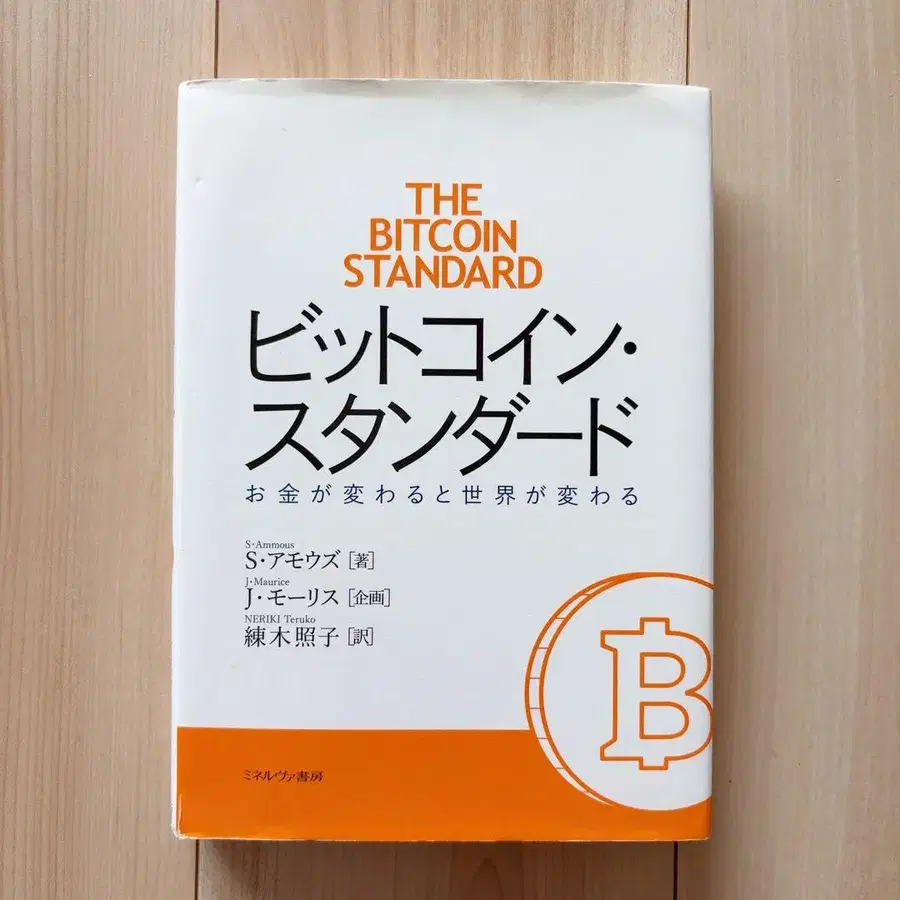 THE
BITCOIN
STANDARD
ビットコイン・
スタンダード
お金が変わると世界が変わる
S・Ammous
S・アモウズ［著］
J・Maurice
J・モーリス［企画］
NERIKI Teruko
練木照子［訳］
B
ミネルヴァ書房